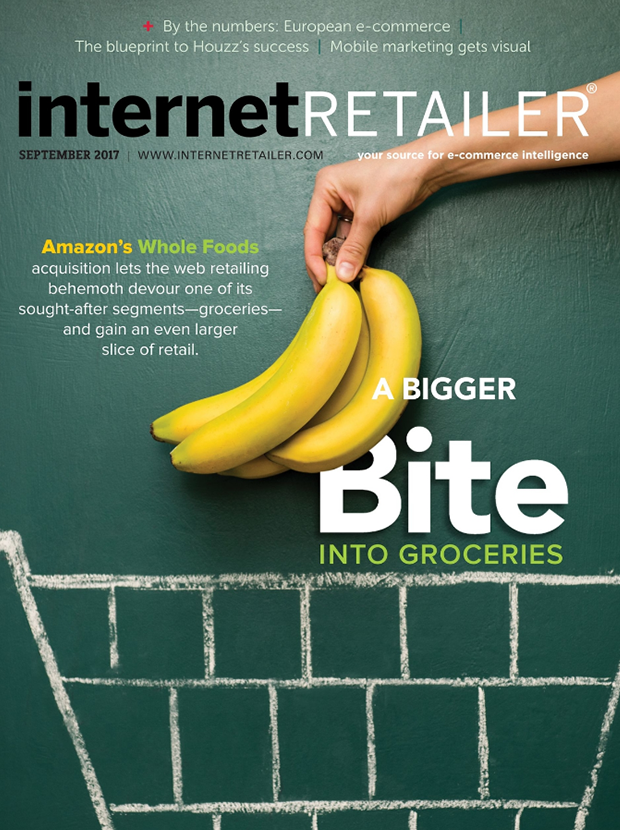 + By the numbers: European e-commerce |
The blueprint to Houzz's success | Mobile marketing gets visual
internetRETAILER®
SEPTEMBER 2017 | WWW.INTERNETRETAILER.COM your source for e-commerce intelligence
Amazon's Whole Foods
acquisition lets the web retailing
behemoth devour one of its
sought-after segments—groceries—
and gain an even larger
slice of retail.
A BIGGER
Bite
INTO GROCERIES